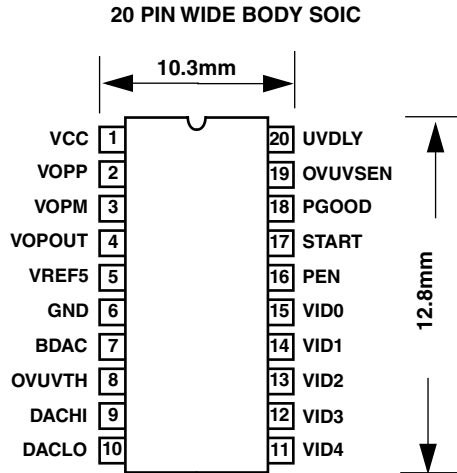 20 PIN WIDE BODY SOIC
10.3mm
VCC 1 20 UVDLY
VOPP 2 19 OVUVSEN
VOPM 3 18 PGOOD
VOPOUT 4 17 START
VREF5 5 16 PEN
GND 6 15 VID0
BDAC 7 14 VID1
OVUVTH 8 13 VID2
DACHI 9 12 VID3
DACLO 10 11 VID4
12.8mm